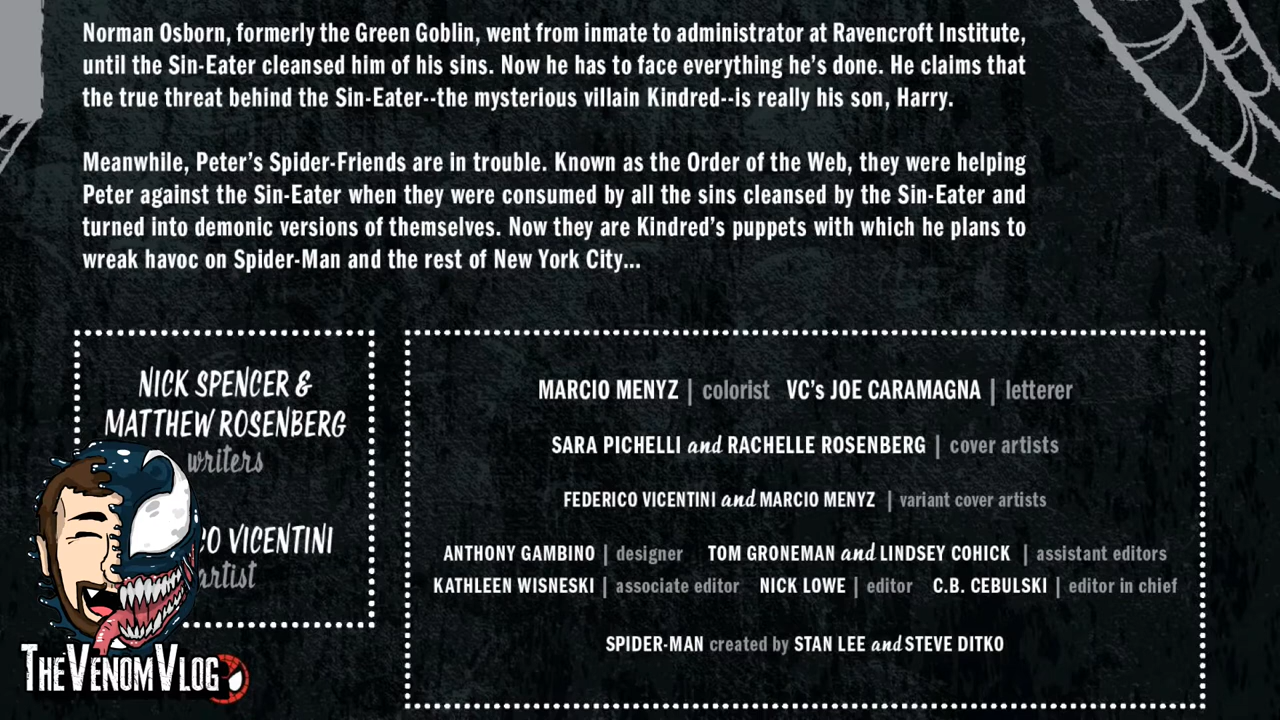 Norman Osborn, formerly the Green Goblin, went from inmate to administrator at Ravencroft Institute,
until the Sin-Eater cleansed him of his sins. Now he has to face everything he's done. He claims that
the true threat behind the Sin-Eater--the mysterious villain Kindred--is really his son, Harry.
Meanwhile, Peter's Spider-Friends are in trouble. Known as the Order of the Web, they were helping
Peter against the Sin-Eater when they were consumed by all the sins cleansed by the Sin-Eater and
turned into demonic versions of themselves. Now they are Kindred's puppets with which he plans to
wreak havoc on Spider-Man and the rest of New York City...
NICK SPENCER &
MATTHEW ROSENBERG
writers
CO VICENTINI
artist
MARCIO MENYZ | colorist VC's JOE CARAMAGNA | letterer
SARA PICHELLI and RACHELLE ROSENBERG | cover artists
FEDERICO VICENTINI and MARCIO MENYZ | variant cover artists
ANTHONY GAMBINO | designer TOM GRONEMAN and LINDSEY COHICK | assistant editors
KATHLEEN WISNESKI | associate editor NICK LOWE | editor C.B. CEBULSKI | editor in chief
SPIDER-MAN created by STAN LEE and STEVE DITKO
THEVENOMVLOG